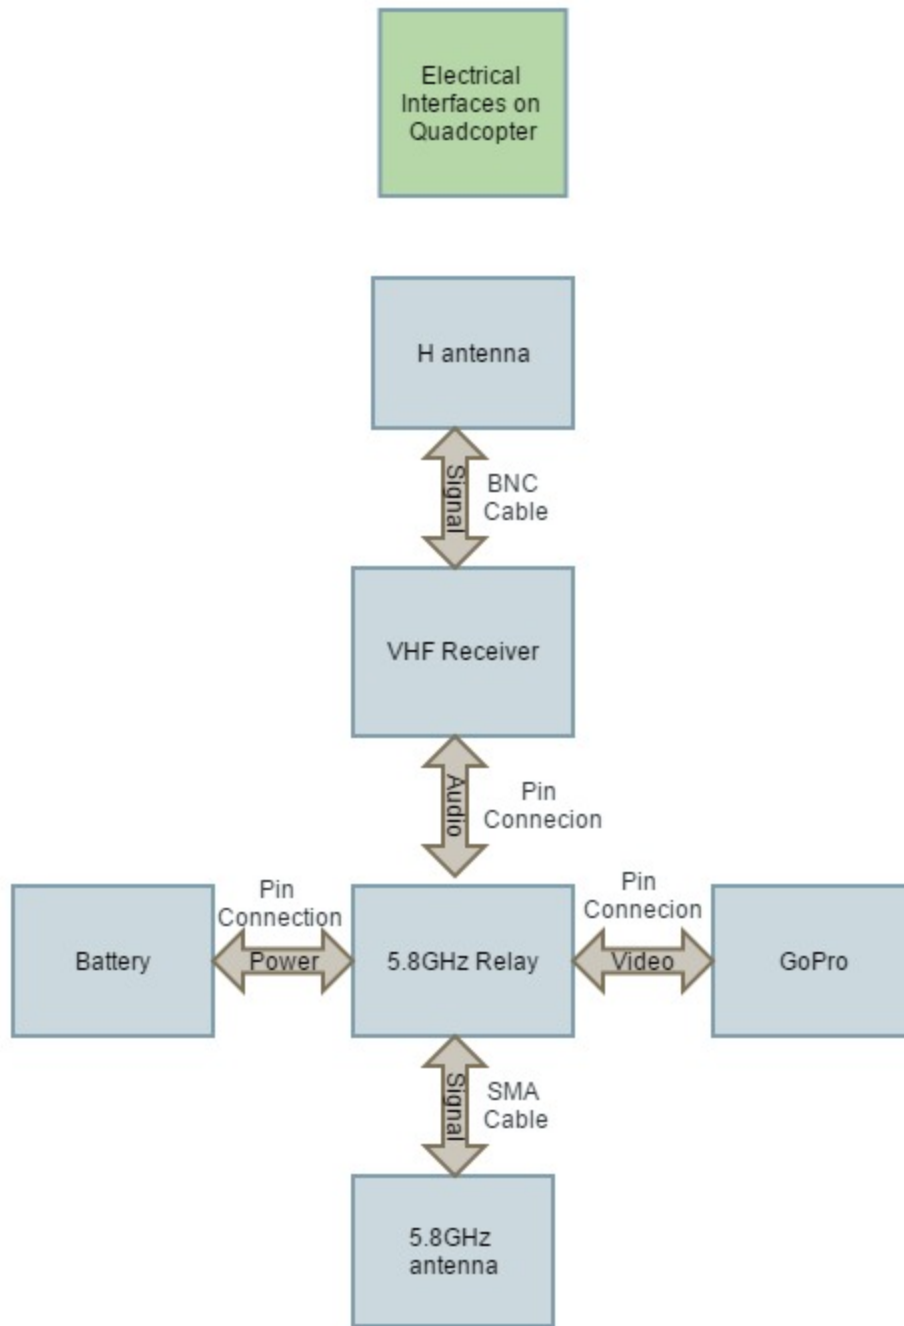 Electrical
Interfaces on
Quadcopter
H antenna
Signal
BNC
Cable
VHF Receiver
Audio
Pin
Connecion
Pin
Connection
Pin
Connecion
Battery
Power
5.8GHz Relay
Video
GoPro
Signal
SMA
Cable
5.8GHz
antenna